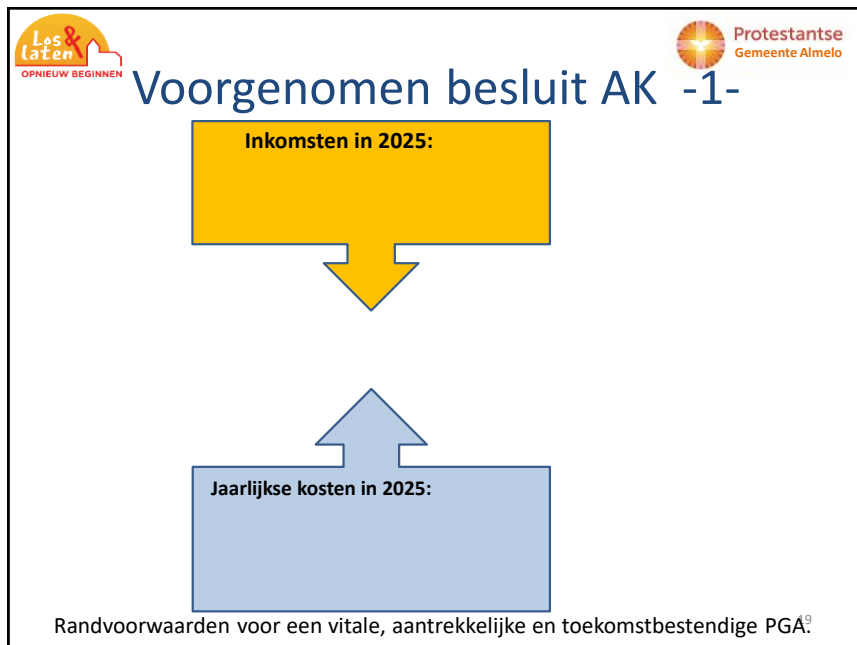 Los &
laten
OPNIEUW BEGINNEN
Protestantse
Gemeente Almelo
Voorgenomen besluit AK -1-
Inkomsten in 2025:
Jaarlijkse kosten in 2025:
Randvoorwaarden voor een vitale, aantrekkelijke en toekomstbestendige PGA.
19